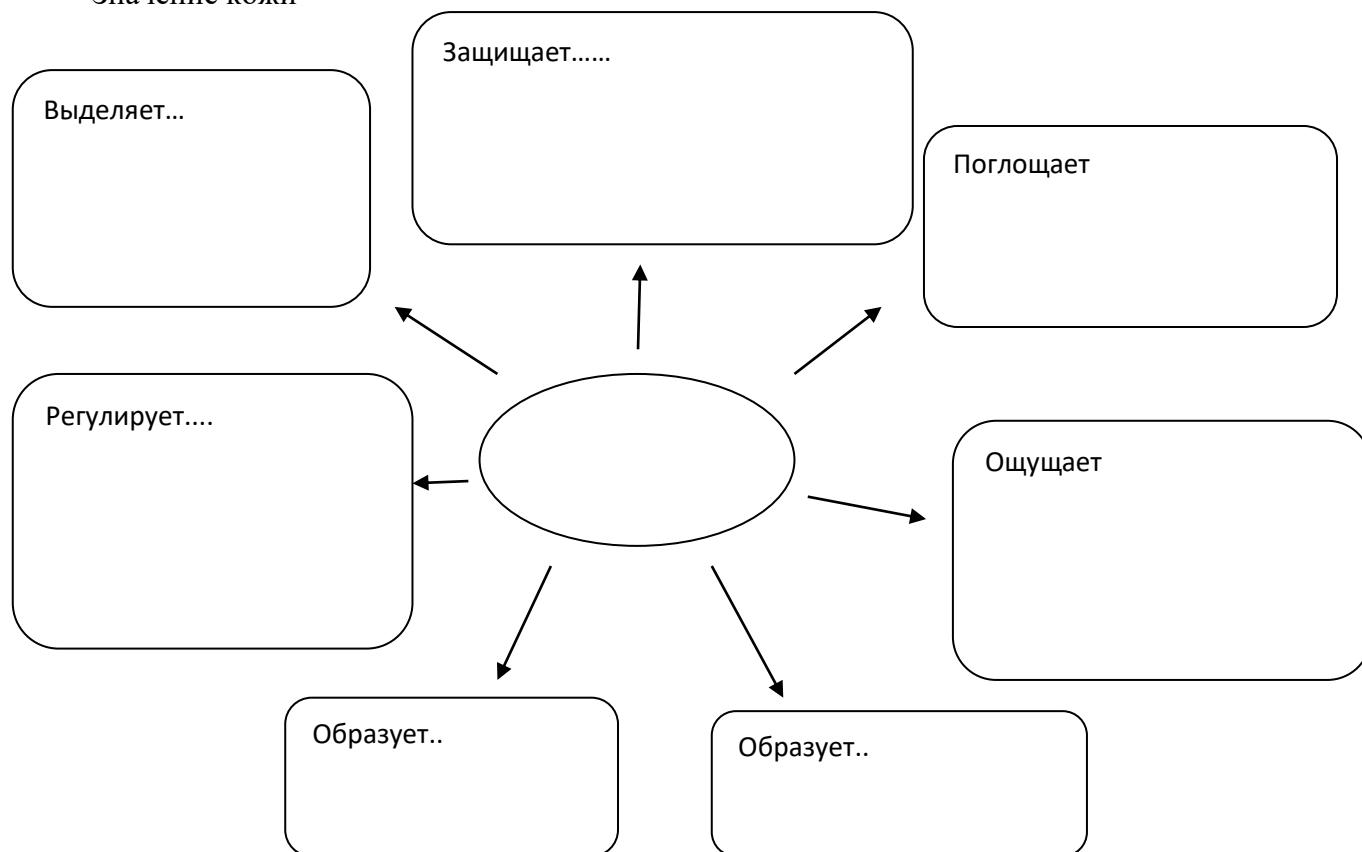 Значение кожи
Защищает……
Выделяет…
Поглощает
Регулирует….
Ощущает
Образует..
Образует..